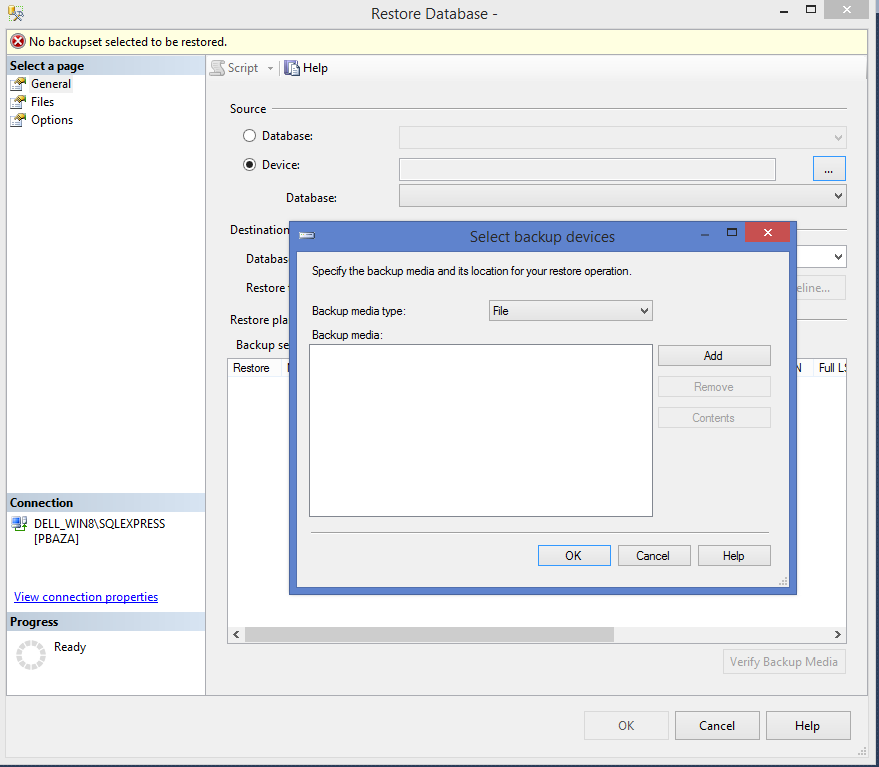 Restore Database -
No backupset selected to be restored.
Select a page
General
Files
Options
Script
Help
Source
Database:
Device:
...
Database:
Destination
Databas
Restore
eline...
Restore pla
Backup se
Restore
N
Full LS
Select backup devices
Specify the backup media and its location for your restore operation.
Backup media type:
File
Backup media:
Add
Remove
Contents
OK
Cancel
Help
Connection
DELL_WIN8\SQLEXPRESS
[PBAZA]
View connection properties
Progress
Ready
Verify Backup Media
OK
Cancel
Help